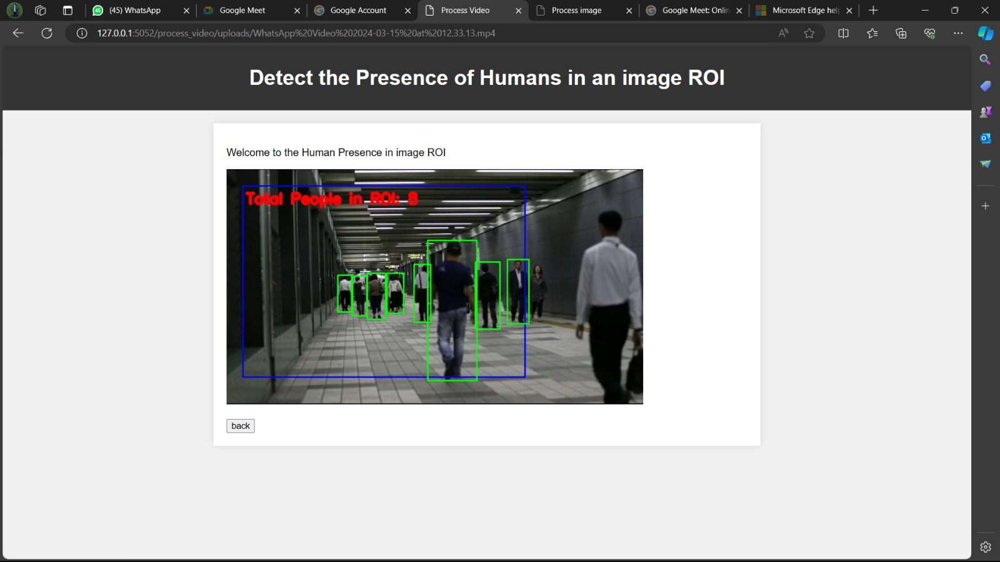 (45) WhatsApp
Google Meet
Google Account
Process Video
Process image
Google Meet: Onlin
Microsoft Edge hel
127.0.0.1:5052/process_video/uploads/WhatsApp%20Video%202024-03-15%20at%2012.33.13.mp4
Detect the Presence of Humans in an image ROI
Welcome to the Human Presence in image ROI
Total People in ROI: 8
back